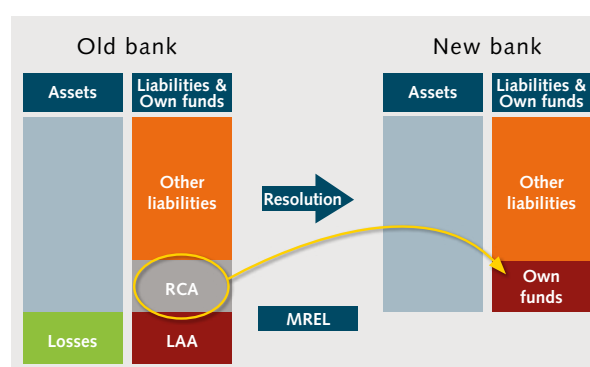 Old bank
New bank
Assets
Liabilities &
Own funds
Assets
Liabilities &
Own funds
Other
liabilities
Resolution
Other
liabilities
RCA
Own
funds
MREL
Losses
LAA